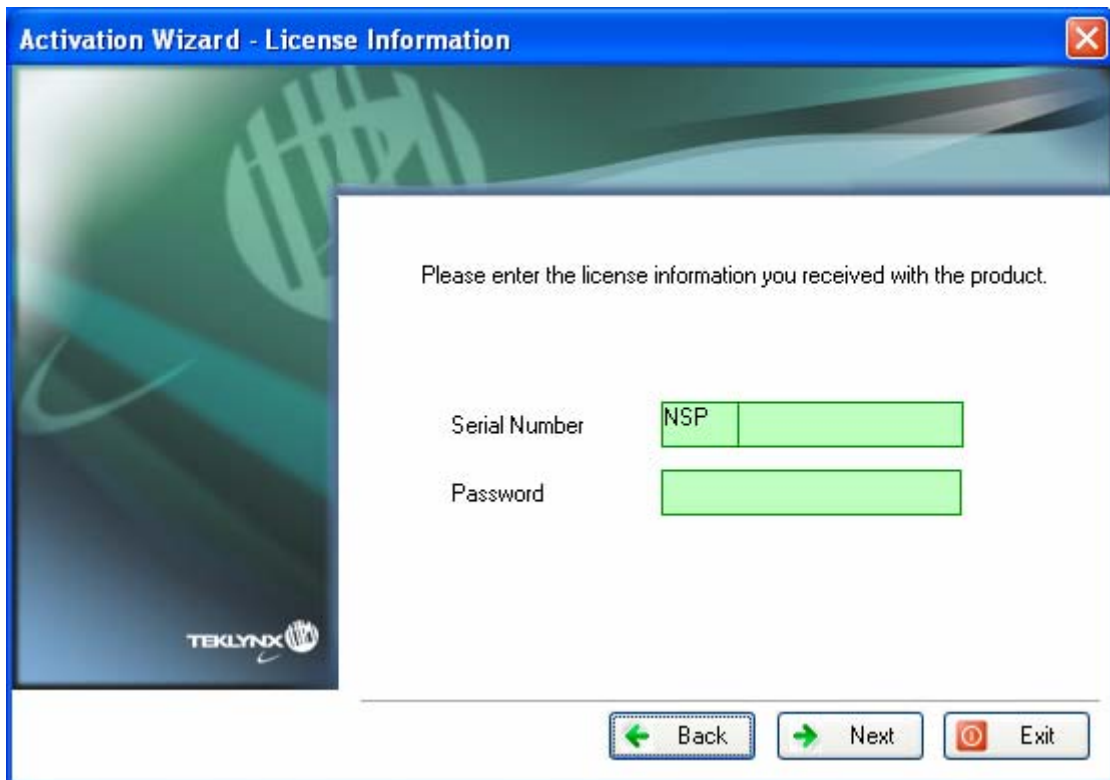 Activation Wizard - License Information
Please enter the license information you received with the product.
Serial Number NSP
Password
TEKLYNX
Back Next Exit